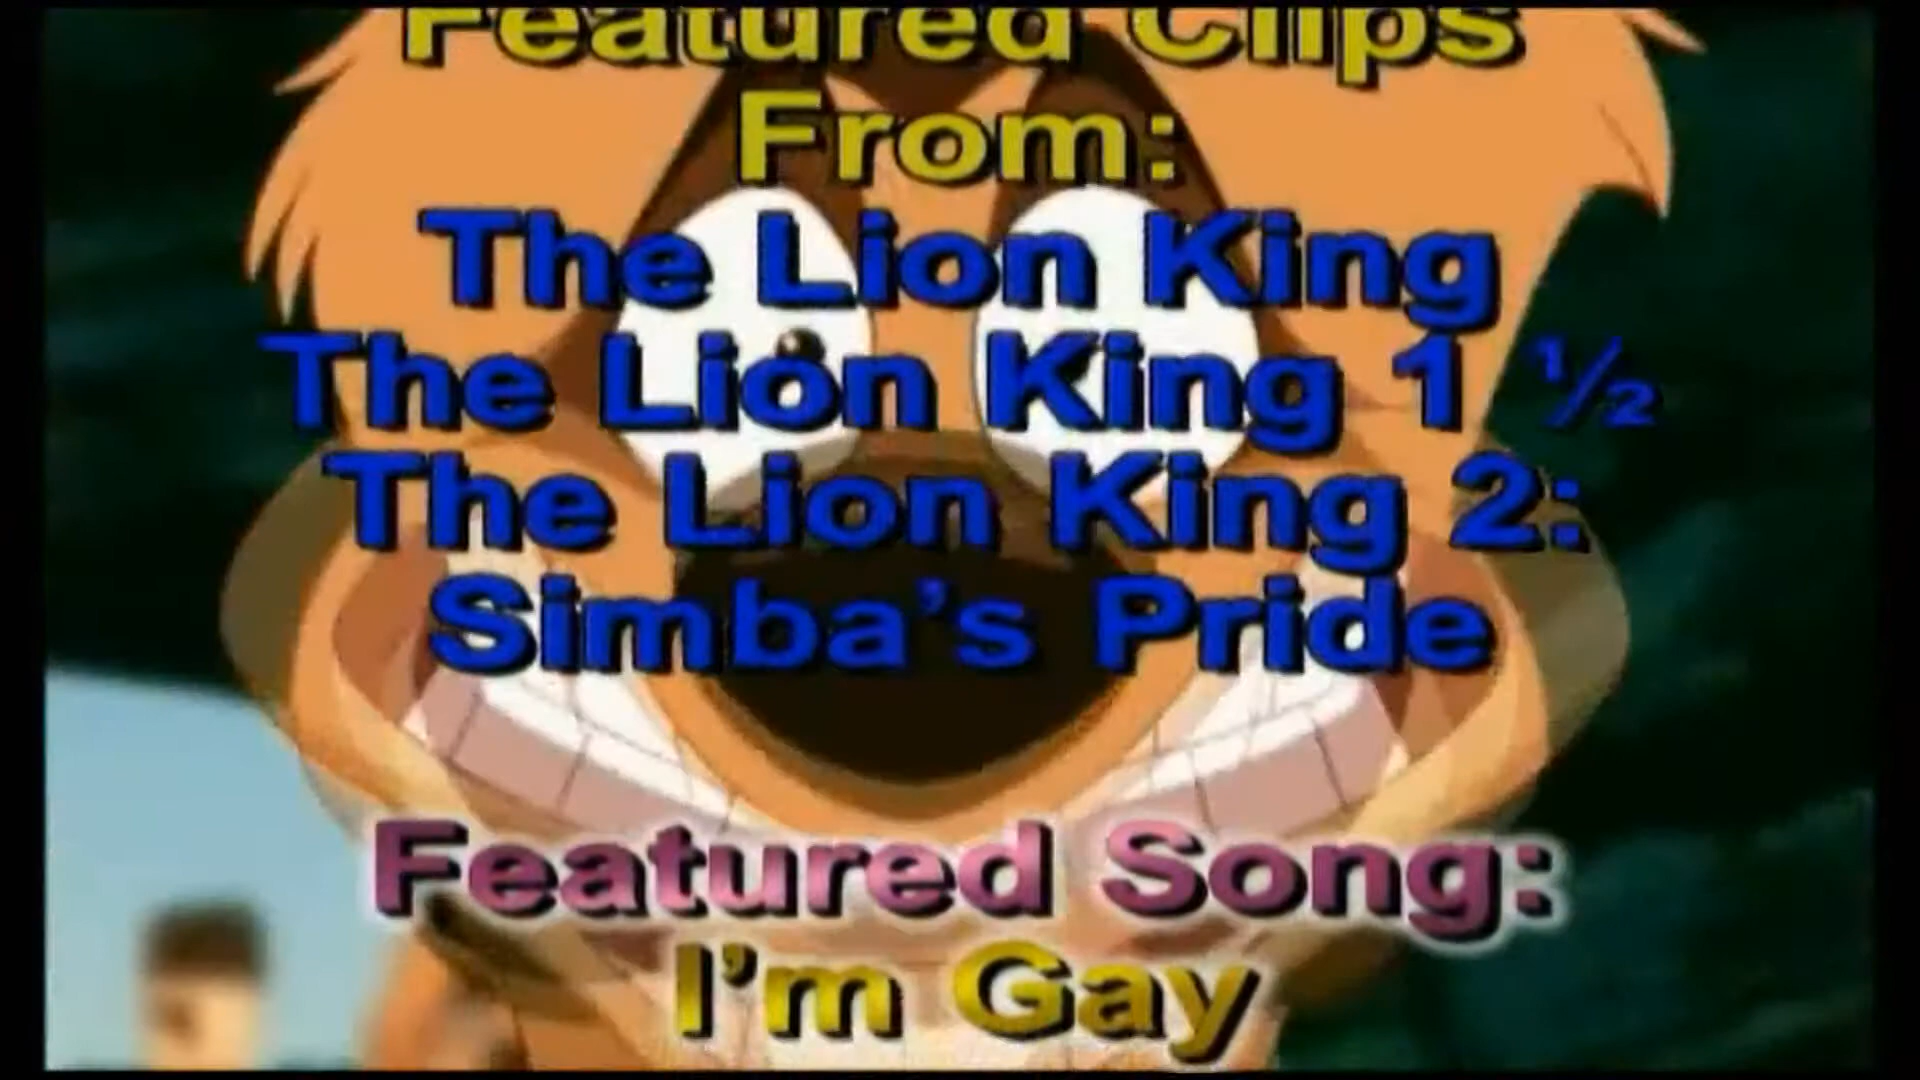 Featured Clips
From:
The Lion King
The Lion King 1 ½
The Lion King 2:
Simba's Pride
Featured Song:
I'm Gay